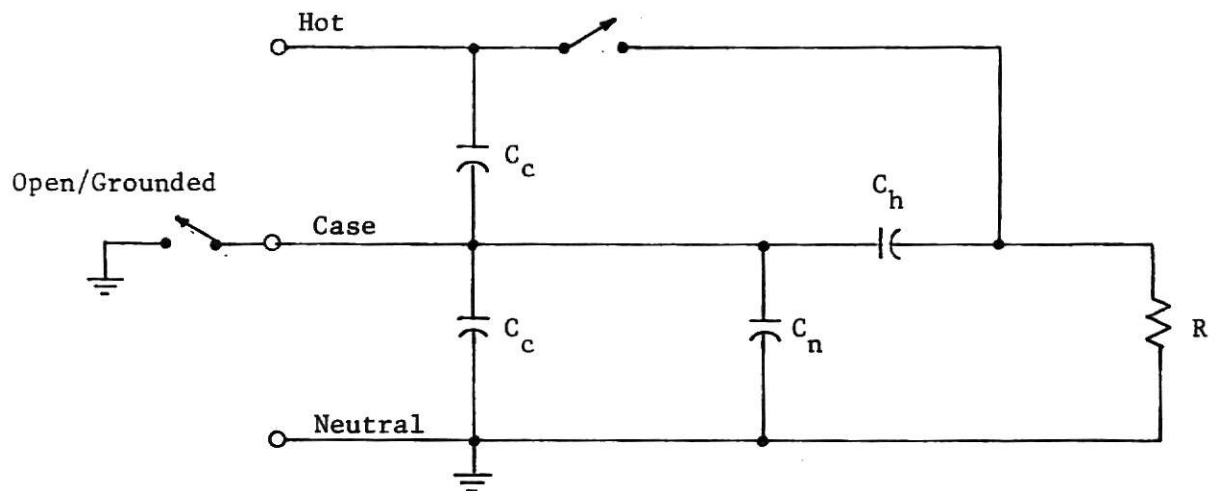 Hot
C_c
Open/Grounded
C_h
Case
C_c
C_n
R
Neutral